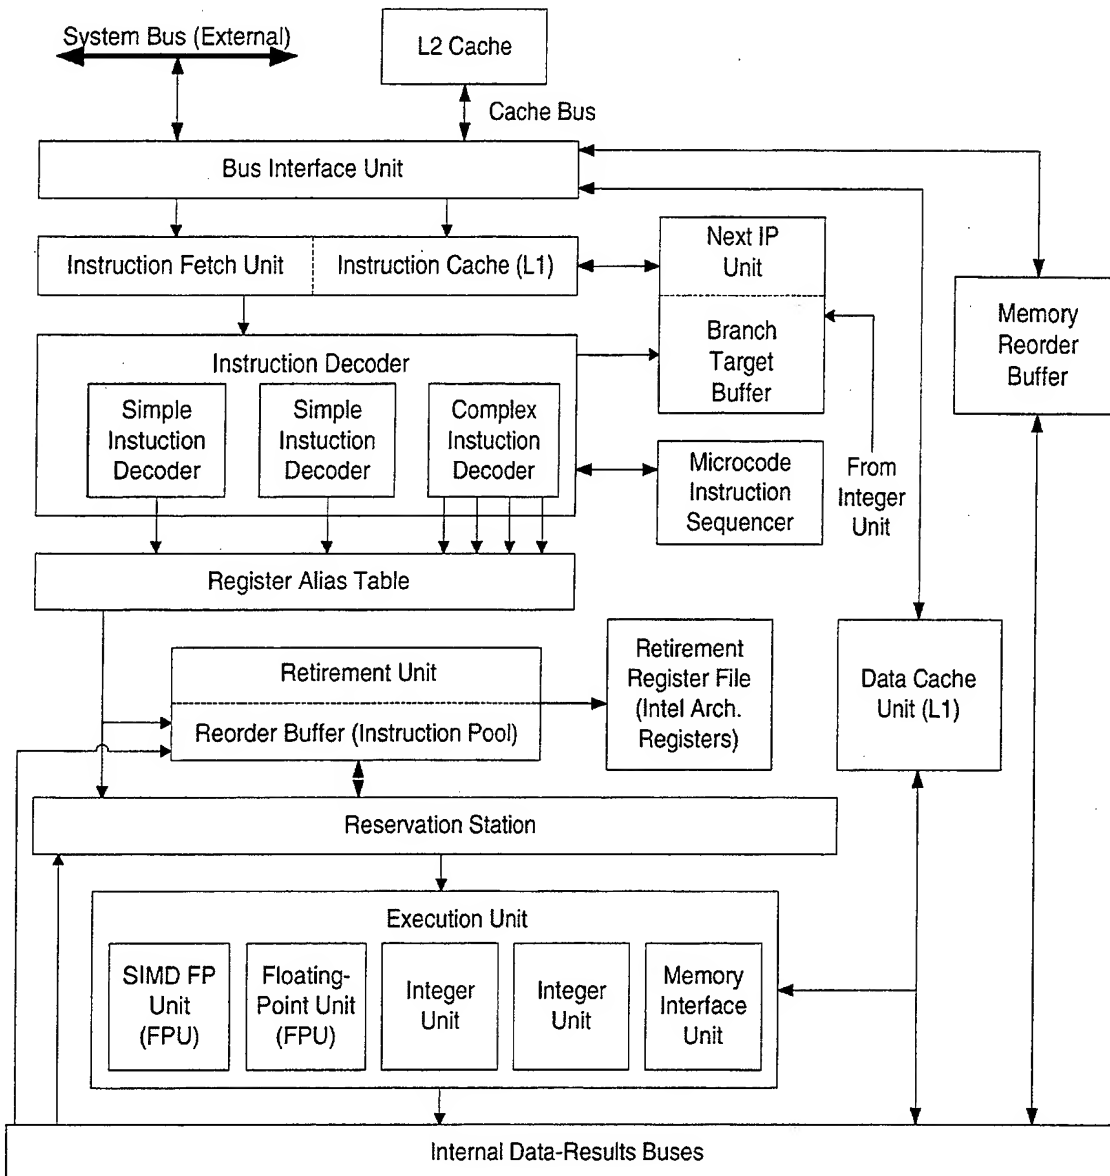 System Bus (External)
L2 Cache
Cache Bus
Bus Interface Unit
Instruction Fetch Unit
Instruction Cache (L1)
Next IP
Unit
Branch
Target
Buffer
Memory
Reorder
Buffer
Instruction Decoder
Simple
Instuction
Decoder
Simple
Instuction
Decoder
Complex
Instuction
Decoder
Microcode
Instruction
Sequencer
From
Integer
Unit
Register Alias Table
Retirement Unit
Reorder Buffer (Instruction Pool)
Retirement
Register File
(Intel Arch.
Registers)
Data Cache
Unit (L1)
Reservation Station
Execution Unit
SIMD FP
Unit
(FPU)
Floating-
Point Unit
(FPU)
Integer
Unit
Integer
Unit
Memory
Interface
Unit
Internal Data-Results Buses